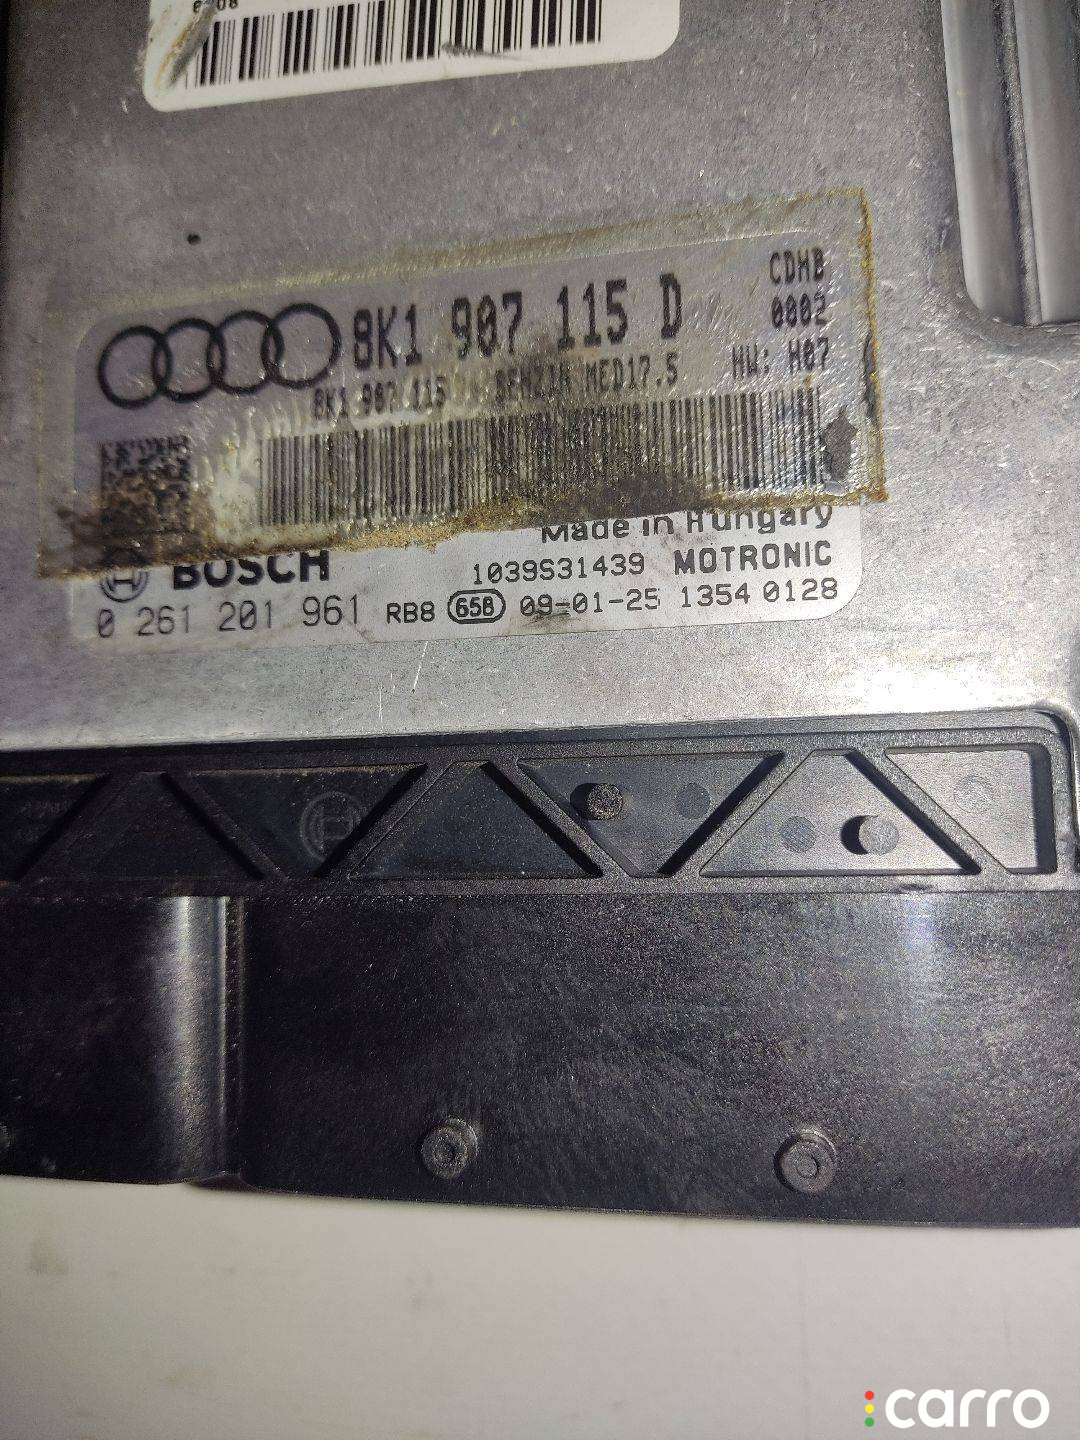 8K1 907 115 D
CDHB
0002
8K1 907 115 BENZIN MED17.5
HW: H07
Made in Hungary
BOSCH
1039S31439 MOTRONIC
0 261 201 961 RB8 658 09-01-25 1354 0128
carro